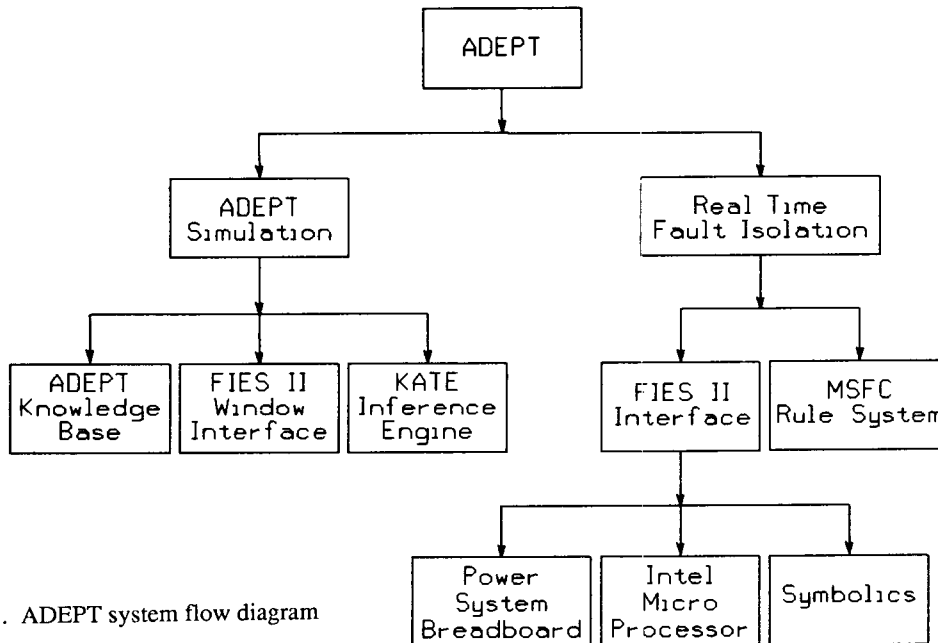 ADEPT
ADEPT
Simulation
Real Time
Fault Isolation
ADEPT
Knowledge
Base
FIES II
Window
Interface
KATE
Inference
Engine
FIES II
Interface
MSFC
Rule System
Power
System
Breadboard
Intel
Micro
Processor
Symbolics
. ADEPT system flow diagram